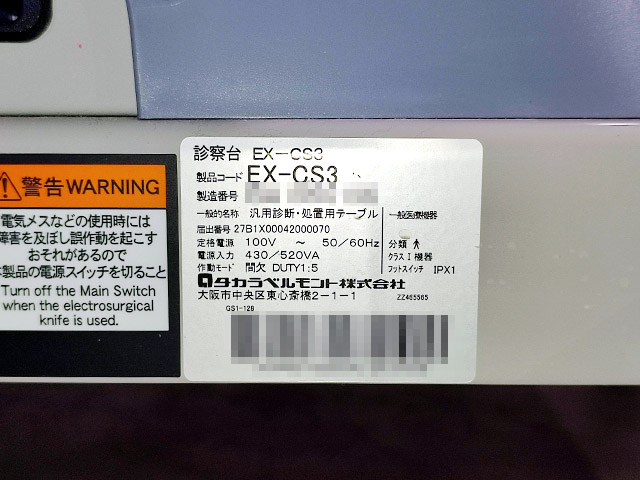 診察台 EX-CS3
製品コード EX-CS3
製造番号
一般的名称 汎用診断・処置用テーブル 一般医療機器
届出番号 27B1X00042000070
定格電源 100V ~ 50/60Hz 分類
電源入力 430/520VA クラスⅠ機器
作動モード 間欠 DUTY1:5 フットスイッチ IPX1
タカラベルモント株式会社
大阪市中央区東心斎橋2-1-1 ZZ465565
GS1-128
警告WARNING
電気メスなどの使用時には
障害を及ぼし誤作動を起こす
おそれがあるので
本製品の電源スイッチを切ること
Turn off the Main Switch
when the electrosurgical
knife is used.